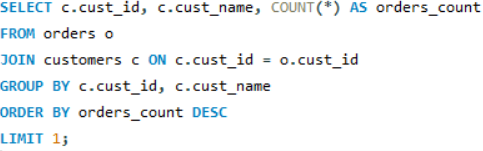 SELECT c.cust_id, c.cust_name, COUNT(*) AS orders_count
FROM orders o
JOIN customers c ON c.cust_id = o.cust_id
GROUP BY c.cust_id, c.cust_name
ORDER BY orders_count DESC
LIMIT 1;